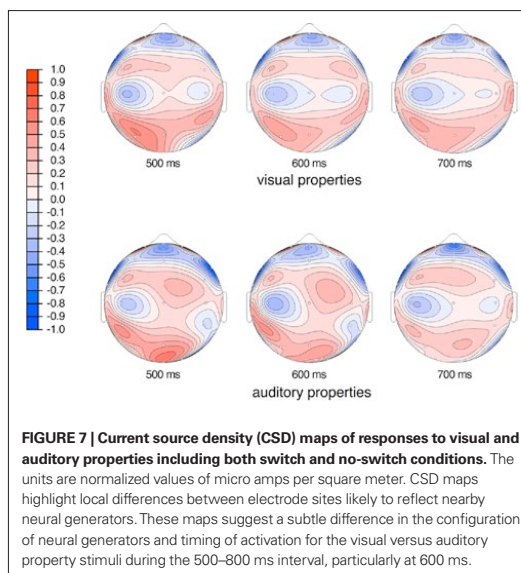 1.0
0.9
0.8
0.7
0.6
0.5
0.4
0.3
0.2
0.1
0.0
-0.1
-0.2
-0.3
-0.4
-0.5
-0.6
-0.7
-0.8
-0.9
-1.0
500 ms 600 ms 700 ms
visual properties
500 ms 600 ms 700 ms
auditory properties
FIGURE 7 | Current source density (CSD) maps of responses to visual and
auditory properties including both switch and no-switch conditions. The
units are normalized values of micro amps per square meter. CSD maps
highlight local differences between electrode sites likely to reflect nearby
neural generators. These maps suggest a subtle difference in the configuration
of neural generators and timing of activation for the visual versus auditory
property stimuli during the 500–800 ms interval, particularly at 600 ms.